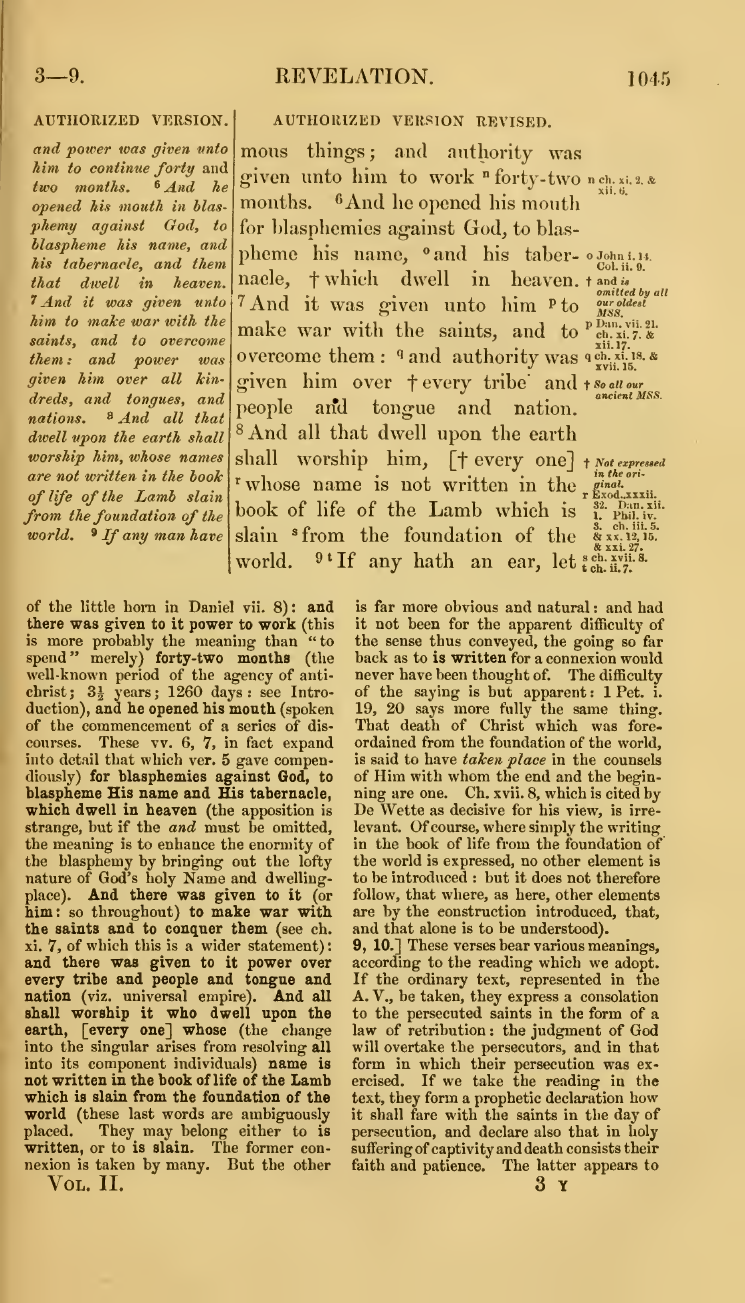 3—9.
REVELATION.
1045
AUTHORIZED VERSION.
and power was given unto
him to continue forty and
two months. 6 And he
opened his mouth in blas-
phemy against God, to
blaspheme his name, and
his tabernacle, and them
that dwell in heaven.
7 And it was given unto
him to make war with the
saints, and to overcome
them: and power was
given him over all kin-
dreds, and tongues, and
nations. 8 And all that
dwell upon the earth shall
worship him, whose names
are not written in the book
of life of the Lamb slain
from the foundation of the
world. 9 If any man have
AUTHORIZED VERSION REVISED.
mous things; and authority was
given unto him to work n forty-two
months. 6 And he opened his mouth
for blasphemies against God, to blas-
pheme his name, o and his taber-
nacle, † which dwell in heaven.
7 And it was given unto him p to
make war with the saints, and to
overcome them: q and authority was
given him over † every tribe and
people and tongue and nation.
8 And all that dwell upon the earth
shall worship him, [† every one]
r whose name is not written in the
book of life of the Lamb which is
slain s from the foundation of the
world. 9 t If any hath an ear, let
n ch. xi. 2. &
xii. 6.
o John i. 14.
Col. ii. 9.
† and is
omitted by all
our oldest
MSS.
p Dan. vii. 21.
ch. xi. 7. &
xii. 17.
q ch. xi. 18. &
xvii. 15.
† So all our
ancient MSS.
† Not expressed
in the ori-
ginal.
r Exod. xxxii.
32. Dan. xii.
1. Phil. iv.
3. ch. iii. 5.
& xx. 12, 15.
& xxi. 27.
s ch. xvii. 8.
t ch. ii. 7.
of the little horn in Daniel vii. 8): and
there was given to it power to work (this
is more probably the meaning than "to
spend" merely) forty-two months (the
well-known period of the agency of anti-
christ; 3½ years; 1260 days: see Intro-
duction), and he opened his mouth (spoken
of the commencement of a series of dis-
courses. These vv. 6, 7, in fact expand
into detail that which ver. 5 gave compen-
diously) for blasphemies against God, to
blaspheme His name and His tabernacle,
which dwell in heaven (the apposition is
strange, but if the and must be omitted,
the meaning is to enhance the enormity of
the blasphemy by bringing out the lofty
nature of God's holy Name and dwelling-
place). And there was given to it (or
him: so throughout) to make war with
the saints and to conquer them (see ch.
xi. 7, of which this is a wider statement):
and there was given to it power over
every tribe and people and tongue and
nation (viz. universal empire). And all
shall worship it who dwell upon the
earth, [every one] whose (the change
into the singular arises from resolving all
into its component individuals) name is
not written in the book of life of the Lamb
which is slain from the foundation of the
world (these last words are ambiguously
placed. They may belong either to is
written, or to is slain. The former con-
nexion is taken by many. But the other
is far more obvious and natural: and had
it not been for the apparent difficulty of
the sense thus conveyed, the going so far
back as to is written for a connexion would
never have been thought of. The difficulty
of the saying is but apparent: 1 Pet. i.
19, 20 says more fully the same thing.
That death of Christ which was fore-
ordained from the foundation of the world,
is said to have taken place in the counsels
of Him with whom the end and the begin-
ning are one. Ch. xvii. 8, which is cited by
De Wette as decisive for his view, is irre-
levant. Of course, where simply the writing
in the book of life from the foundation of
the world is expressed, no other element is
to be introduced: but it does not therefore
follow, that where, as here, other elements
are by the construction introduced, that,
and that alone is to be understood).
9, 10.] These verses bear various meanings,
according to the reading which we adopt.
If the ordinary text, represented in the
A. V., be taken, they express a consolation
to the persecuted saints in the form of a
law of retribution: the judgment of God
will overtake the persecutors, and in that
form in which their persecution was ex-
ercised. If we take the reading in the
text, they form a prophetic declaration how
it shall fare with the saints in the day of
persecution, and declare also that in holy
suffering of captivity and death consists their
faith and patience. The latter appears to
VOL. II.
3 Y